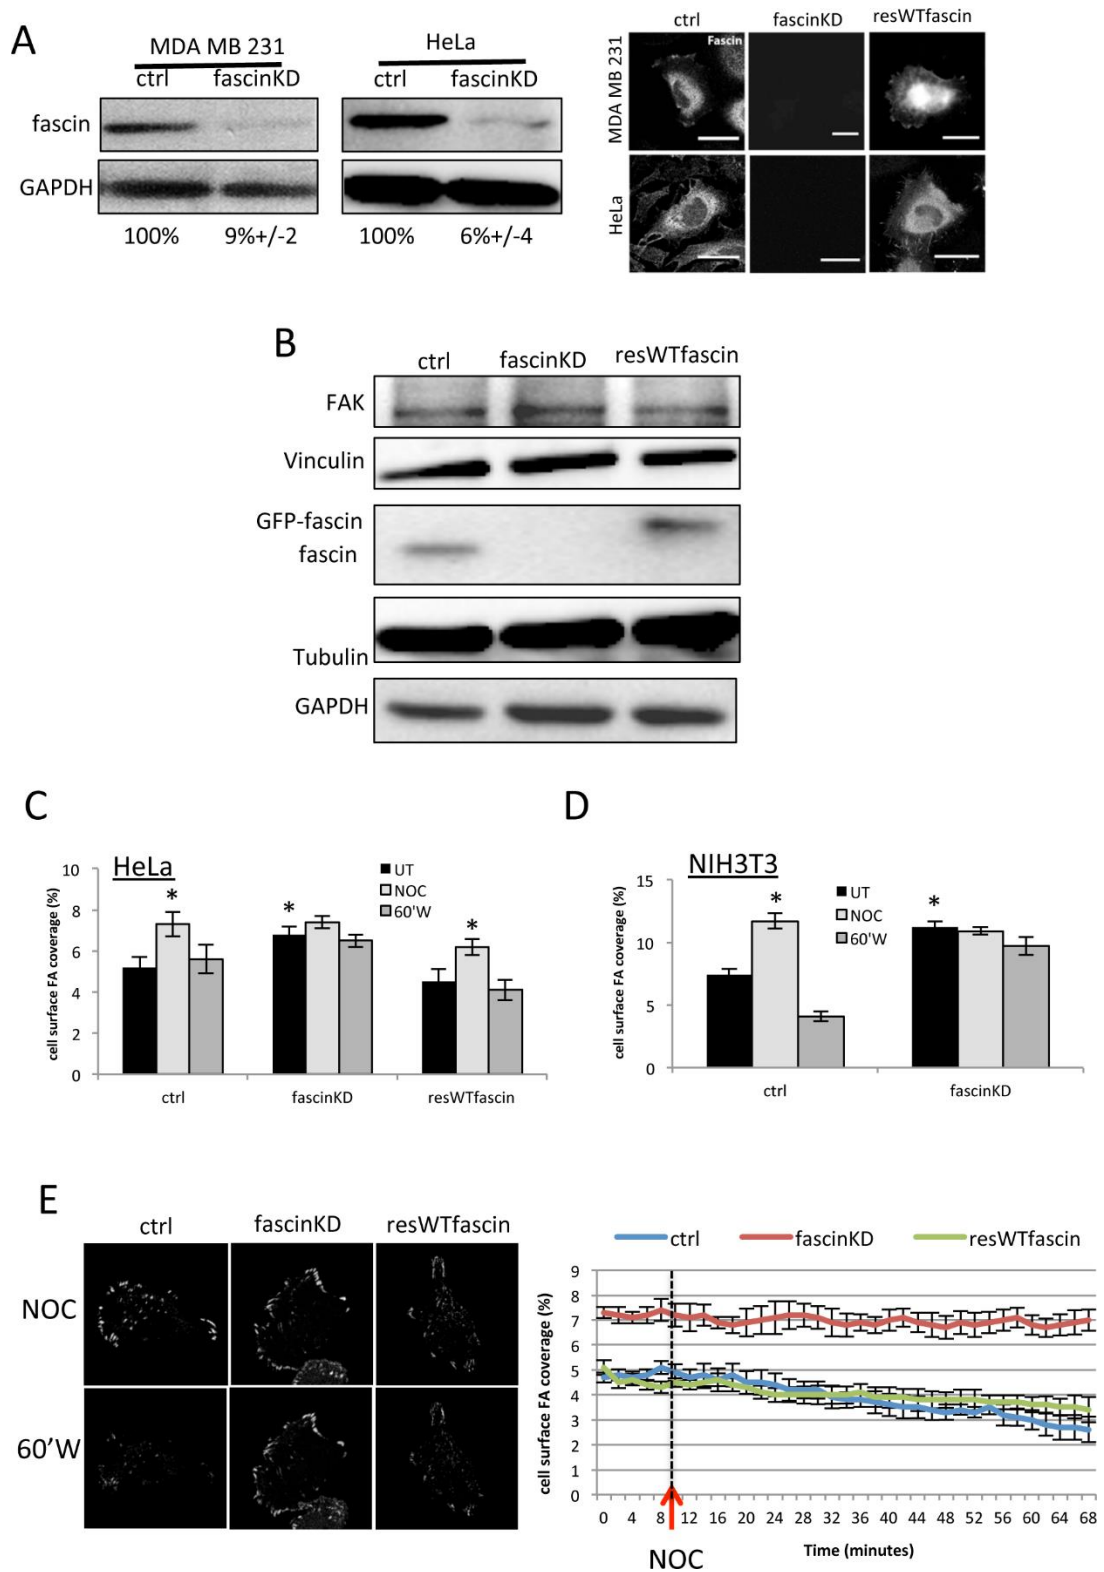 A
MDA MB 231
HeLa
ctrl fascinKD ctrl fascinKD
fascin
GAPDH
100% 9%+/-2 100% 6%+/-4
ctrl fascinKD resWTfascin
MDA MB 231
Fascin
HeLa
B
ctrl fascinKD resWTfascin
FAK
Vinculin
GFP-fascin
fascin
Tubulin
GAPDH
C
HeLa
cell surface FA coverage (%)
10
8
6
4
2
0
* * *
UT
NOC
60'W
ctrl fascinKD resWTfascin
D
NIH3T3
cell surface FA coverage (%)
15
10
5
0
* *
UT
NOC
60'W
ctrl fascinKD
E
ctrl fascinKD resWTfascin
NOC
60'W
ctrl fascinKD resWTfascin
cell surface FA coverage (%)
9
8
7
6
5
4
3
2
1
0
0 4 8 12 16 20 24 28 32 36 40 44 48 52 56 60 64 68
NOC
Time (minutes)